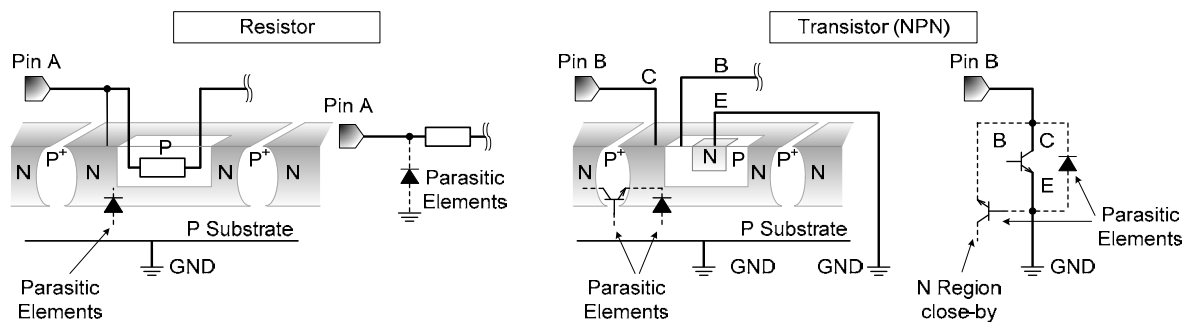 Resistor
Transistor (NPN)
Pin A
Pin B
Pin B
C
B
E
Pin A
B
C
E
N
P+
N
P
N
P+
N
N
P+
N
N
P
P+
N
Parasitic
Elements
P Substrate
GND
Parasitic
Elements
P Substrate
GND
GND
Parasitic
Elements
Parasitic
Elements
GND
N Region
close-by